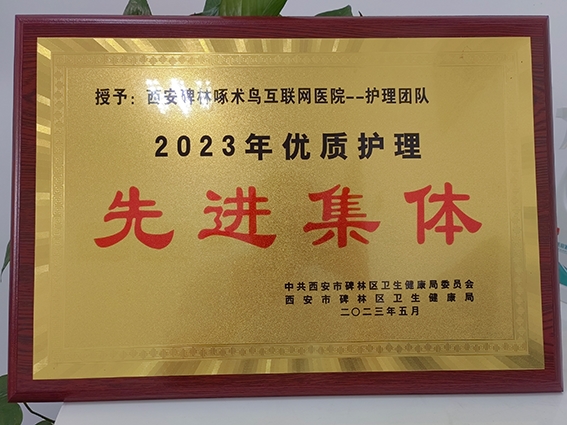 授予：西安碑林啄术鸟互联网医院--护理团队
2023年优质护理
先进集体
中共西安市碑林区卫生健康局委员会
西安市碑林区卫生健康局
二〇二三年五月